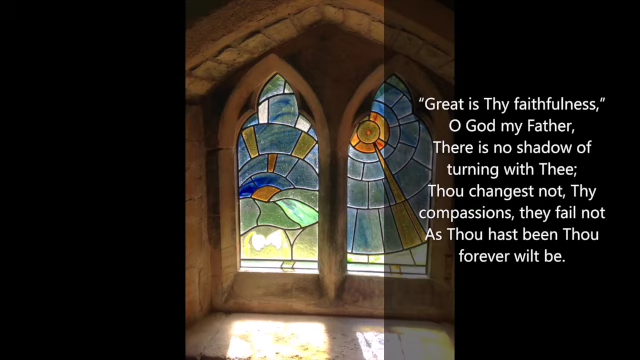 “Great is Thy faithfulness,”
O God my Father,
There is no shadow of
turning with Thee;
Thou changest not, Thy
compassions, they fail not
As Thou hast been Thou
forever wilt be.